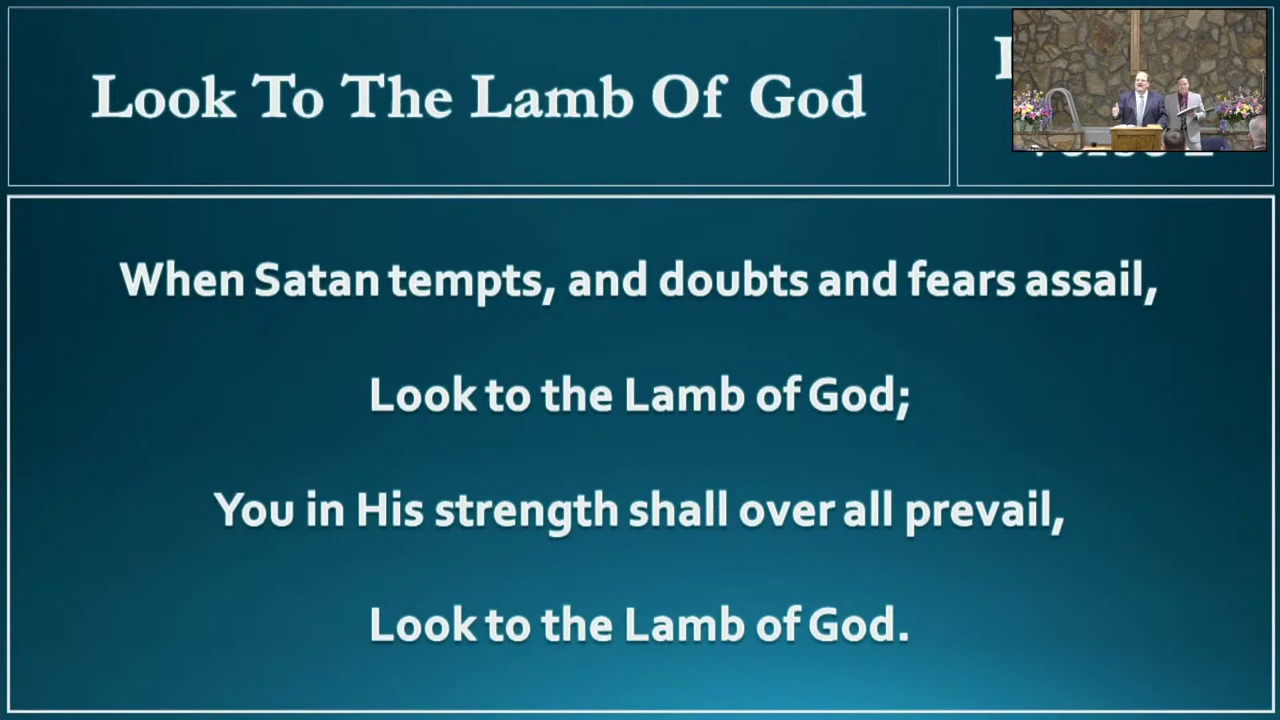 Look To The Lamb Of God
When Satan tempts, and doubts and fears assail,
Look to the Lamb of God;
You in His strength shall over all prevail,
Look to the Lamb of God.